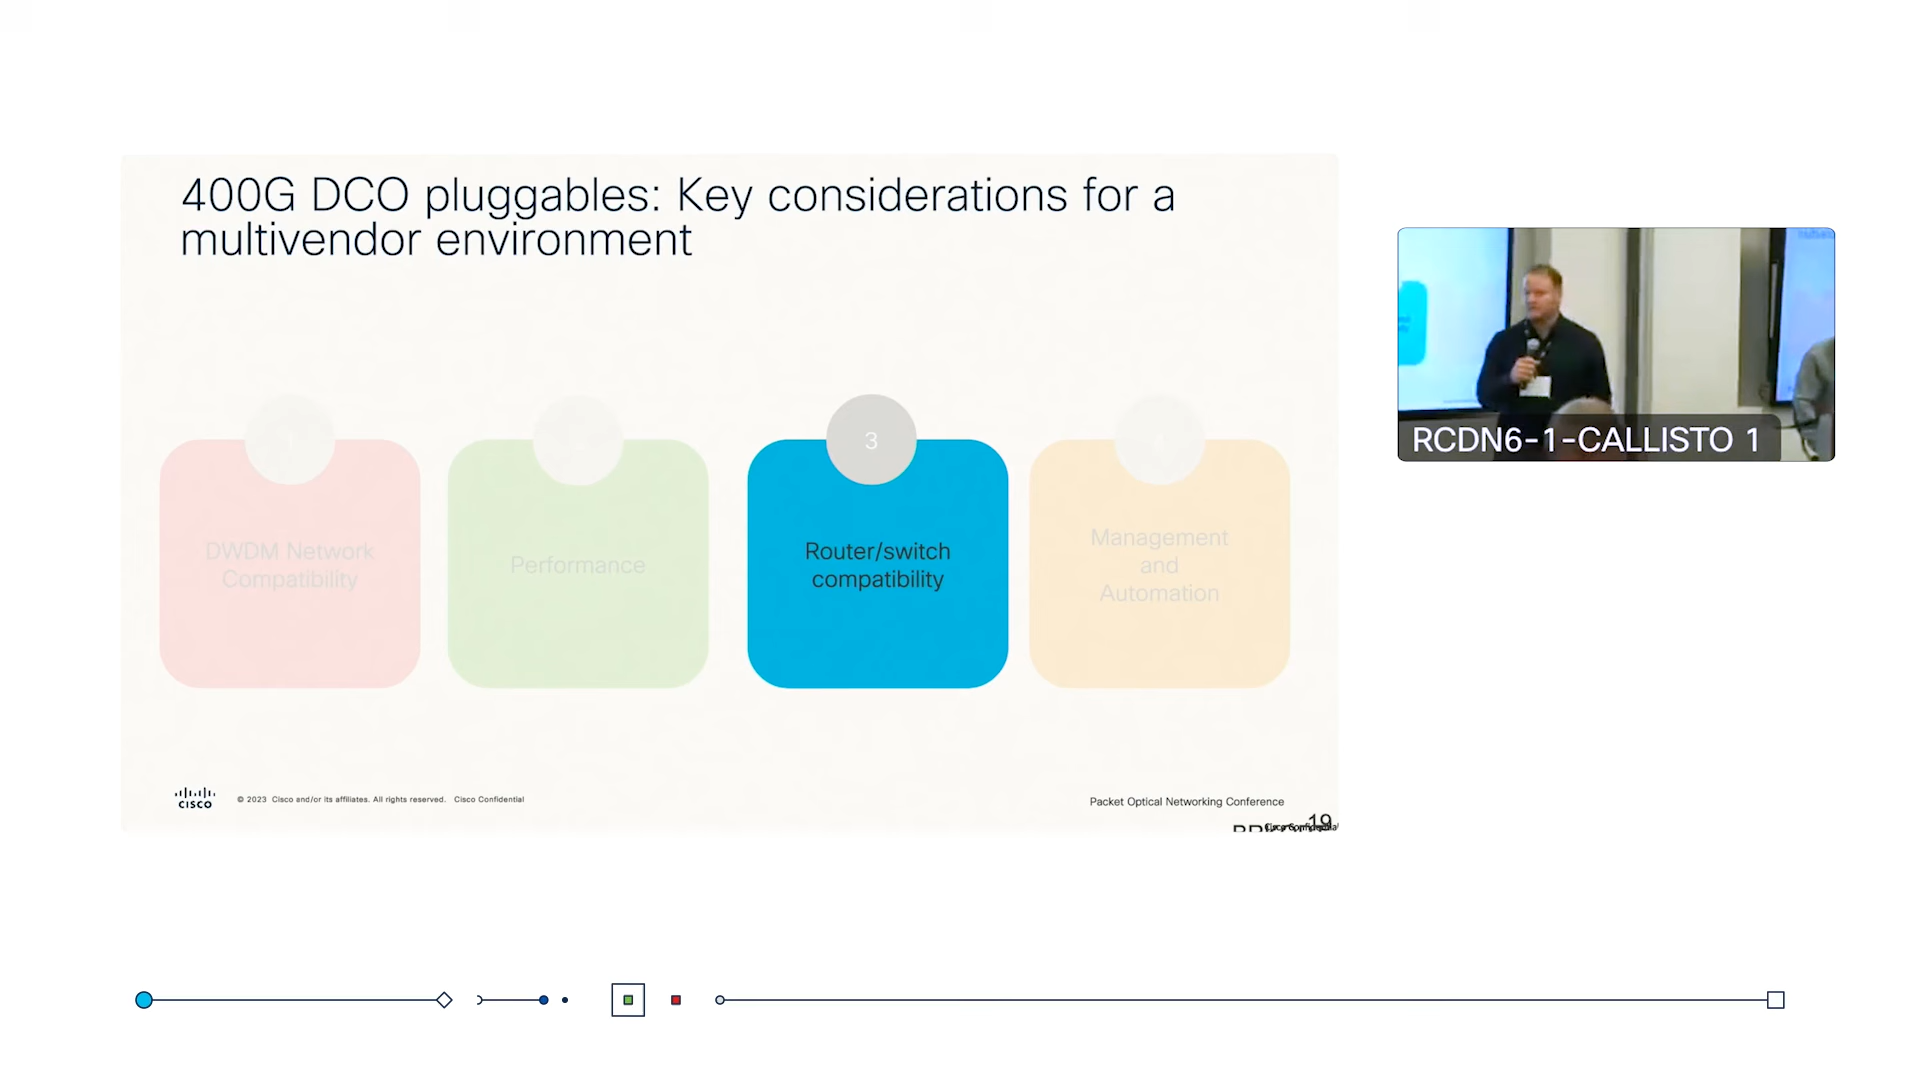 400G DCO pluggables: Key considerations for a
multivendor environment
3
DWDM Network
Compatibility
Performance
Router/switch
compatibility
Management
and
Automation
CISCO
© 2023 Cisco and/or its affiliates. All rights reserved. Cisco Confidential
Packet Optical Networking Conference
19
Cisco Confidential
RCDN6-1-CALLISTO 1